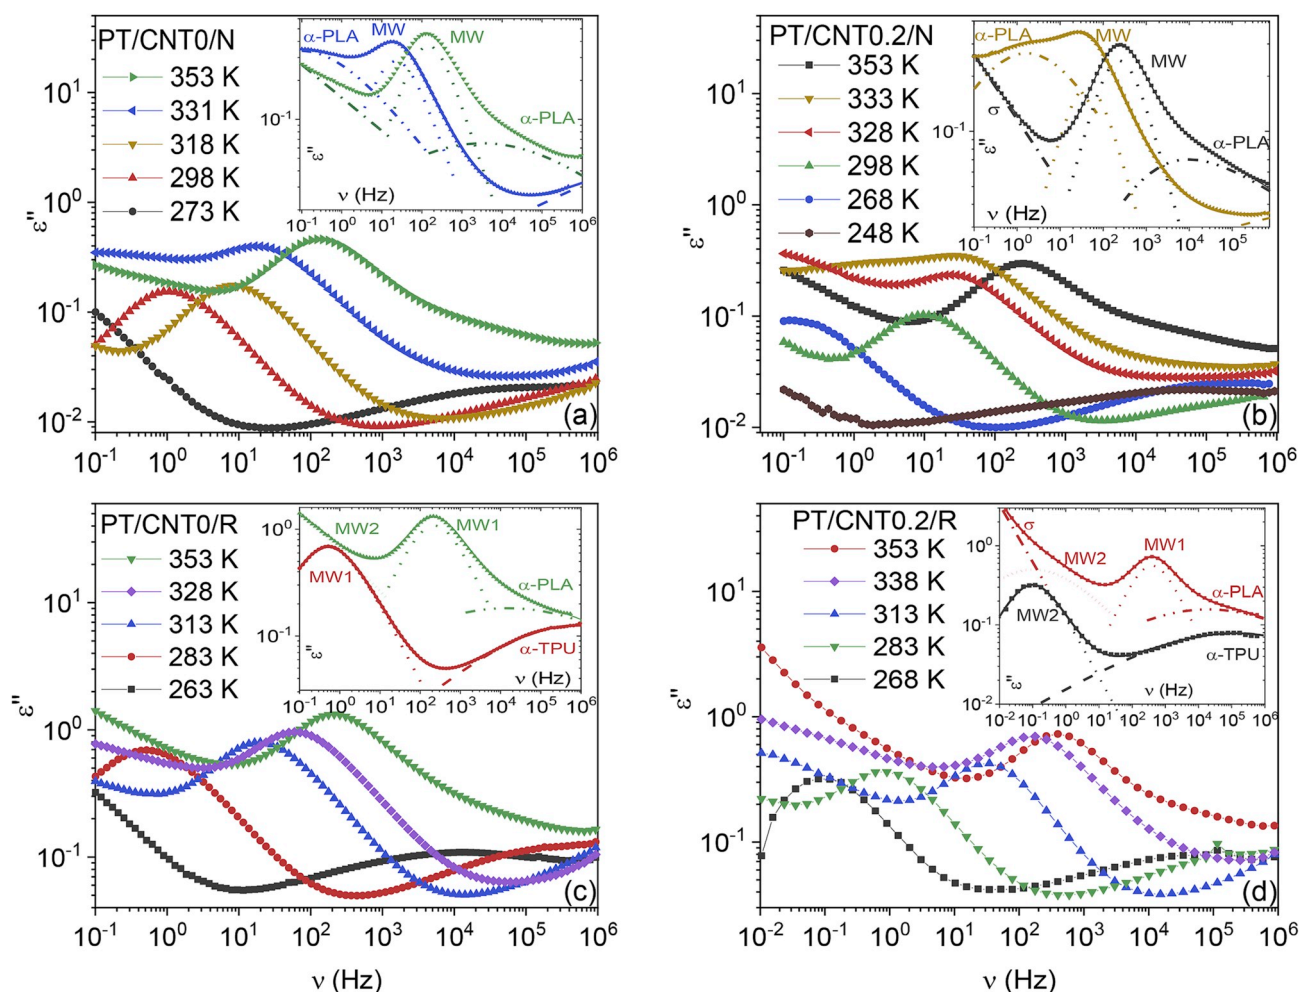 PT/CNT0/N
353 K
331 K
318 K
298 K
273 K
α-PLA
MW
MW
α-PLA
10⁻¹
ε"
ν (Hz)
10⁻¹ 10⁰ 10¹ 10² 10³ 10⁴ 10⁵ 10⁶
10¹
10⁰
10⁻¹
10⁻²
ε"
(a)
10⁻¹ 10⁰ 10¹ 10² 10³ 10⁴ 10⁵ 10⁶
PT/CNT0.2/N
353 K
333 K
328 K
298 K
268 K
248 K
α-PLA
MW
MW
σ
α-PLA
10⁻¹
ε"
ν (Hz)
10⁻¹ 10⁰ 10¹ 10² 10³ 10⁴ 10⁵
10¹
10⁰
10⁻¹
10⁻²
(b)
10⁻¹ 10⁰ 10¹ 10² 10³ 10⁴ 10⁵ 10⁶
PT/CNT0/R
353 K
328 K
313 K
283 K
263 K
10⁰
MW2
MW1
MW1
α-PLA
10⁻¹
α-TPU
ε"
ν (Hz)
10⁻¹ 10⁰ 10¹ 10² 10³ 10⁴ 10⁵ 10⁶
10¹
10⁰
10⁻¹
ε"
(c)
10⁻¹ 10⁰ 10¹ 10² 10³ 10⁴ 10⁵ 10⁶
ν (Hz)
PT/CNT0.2/R
353 K
338 K
313 K
283 K
268 K
σ
10⁰
MW2
MW1
MW2
α-PLA
10⁻¹
α-TPU
ε"
ν (Hz)
10⁻²
10⁻² 10⁻¹ 10⁰ 10¹ 10² 10³ 10⁴ 10⁵ 10⁶
10¹
10⁰
10⁻¹
ε"
(d)
10⁻² 10⁻¹ 10⁰ 10¹ 10² 10³ 10⁴ 10⁵ 10⁶
ν (Hz)